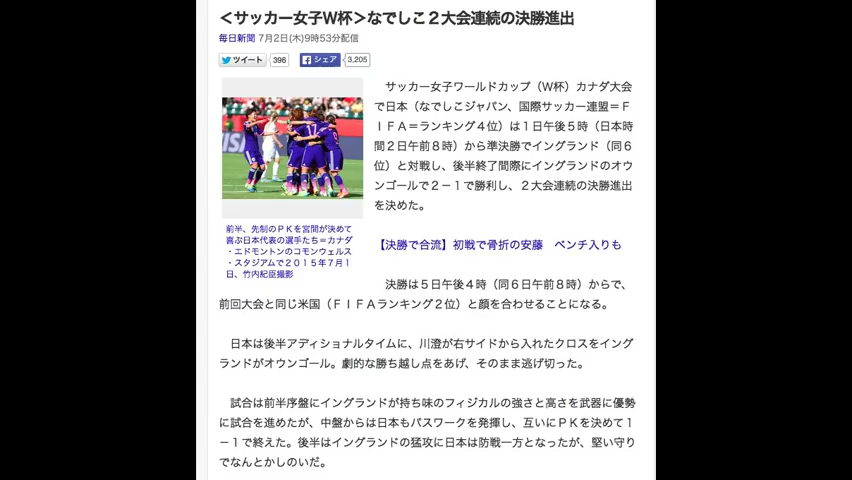 ＜サッカー女子Ｗ杯＞なでしこ２大会連続の決勝進出
毎日新聞 7月2日(木)9時53分配信
ツイート 396 シェア 3,205
サッカー女子ワールドカップ（Ｗ杯）カナダ大会
で日本（なでしこジャパン、国際サッカー連盟＝Ｆ
ＩＦＡ＝ランキング４位）は１日午後５時（日本時
間２日午前８時）から準決勝でイングランド（同６
位）と対戦し、後半終了間際にイングランドのオウ
ンゴールで２－１で勝利し、２大会連続の決勝進出
を決めた。
前半、先制のＰＫを宮間が決めて
喜ぶ日本代表の選手たち＝カナダ
・エドモントンのコモンウェルス
・スタジアムで２０１５年７月１
日、竹内紀臣撮影
【決勝で合流】初戦で骨折の安藤　ベンチ入りも
決勝は５日午後４時（同６日午前８時）からで、
前回大会と同じ米国（ＦＩＦＡランキング２位）と顔を合わせることになる。
日本は後半アディショナルタイムに、川澄が右サイドから入れたクロスをイング
ランドがオウンゴール。劇的な勝ち越し点をあげ、そのまま逃げ切った。
試合は前半序盤にイングランドが持ち味のフィジカルの強さと高さを武器に優勢
に試合を進めたが、中盤からは日本もパスワークを発揮し、互いにＰＫを決めて１
－１で終えた。後半はイングランドの猛攻に日本は防戦一方となったが、堅い守り
でなんとかしのいだ。